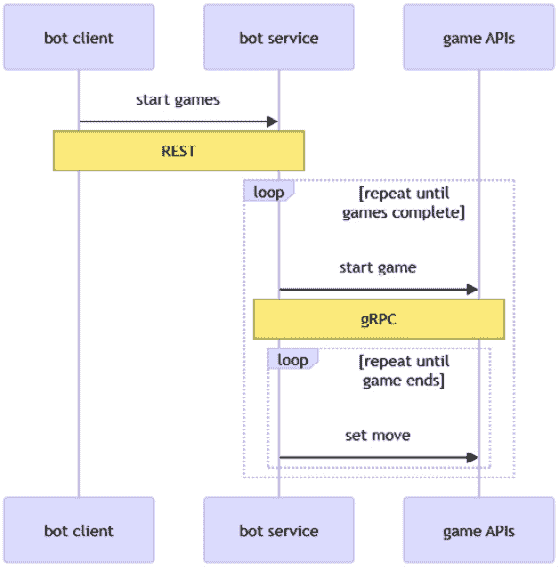 bot client
bot service
game APIs
start games
REST
loop
[repeat until
games complete]
start game
gRPC
loop
[repeat until
game ends]
set move
bot client
bot service
game APIs